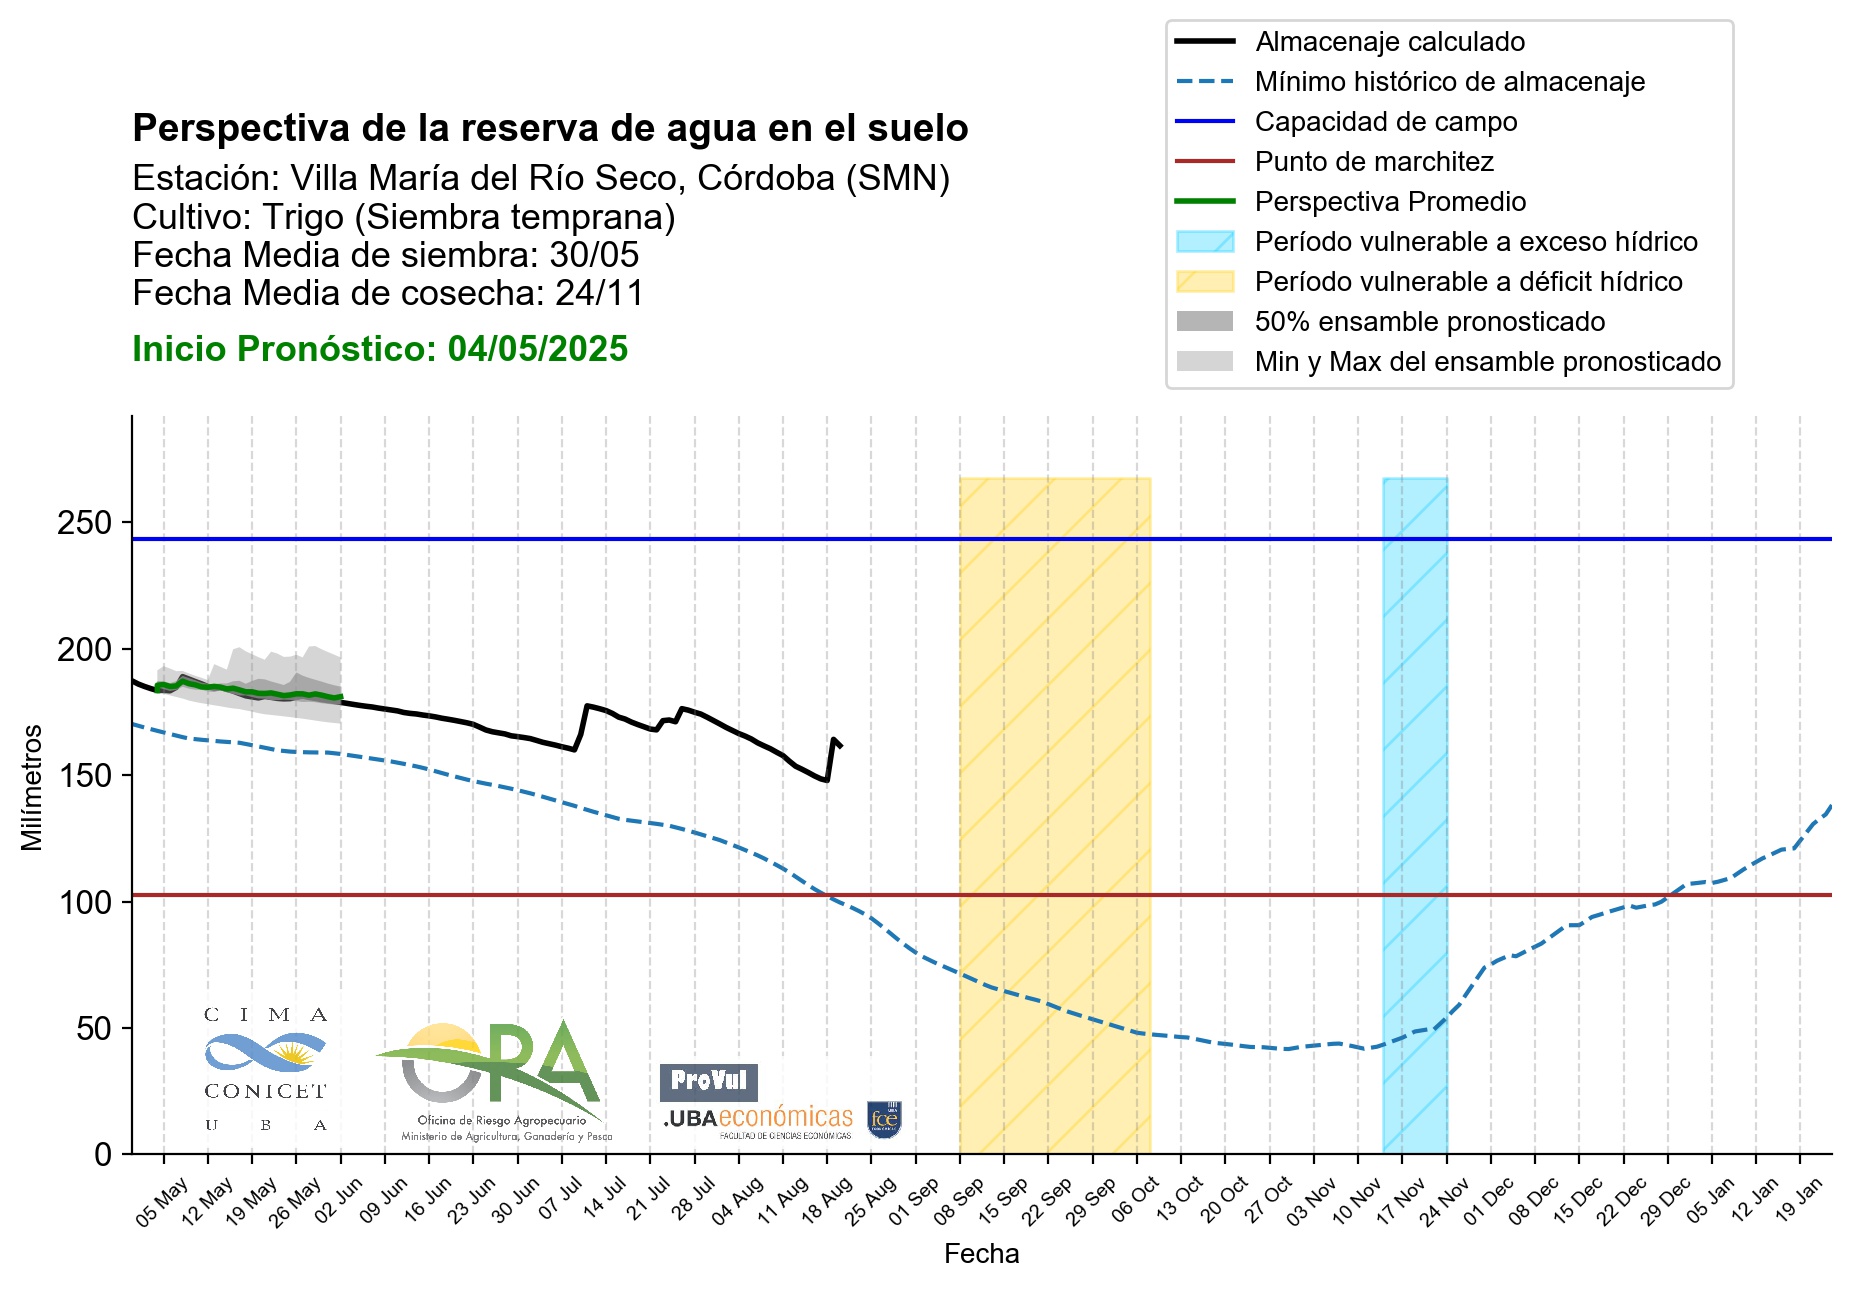 Almacenaje calculado
Mínimo histórico de almacenaje
Capacidad de campo
Punto de marchitez
Perspectiva Promedio
Período vulnerable a exceso hídrico
Período vulnerable a déficit hídrico
50% ensamble pronosticado
Min y Max del ensamble pronosticado
Perspectiva de la reserva de agua en el suelo
Estación: Villa María del Río Seco, Córdoba (SMN)
Cultivo: Trigo (Siembra temprana)
Fecha Media de siembra: 30/05
Fecha Media de cosecha: 24/11
Inicio Pronóstico: 04/05/2025
Milímetros
250
200
150
100
50
0
CIMA
CONICET
UBA
ORA
Oficina de Riesgo Agropecuario
Ministerio de Agricultura, Ganadería y Pesca
ProVul
.UBAeconómicas
FACULTAD DE CIENCIAS ECONÓMICAS
fce
05 May
12 May
19 May
26 May
02 Jun
09 Jun
16 Jun
23 Jun
30 Jun
07 Jul
14 Jul
21 Jul
28 Jul
04 Aug
11 Aug
18 Aug
25 Aug
01 Sep
08 Sep
15 Sep
22 Sep
29 Sep
06 Oct
13 Oct
20 Oct
27 Oct
03 Nov
10 Nov
17 Nov
24 Nov
01 Dec
08 Dec
15 Dec
22 Dec
29 Dec
05 Jan
12 Jan
19 Jan
Fecha